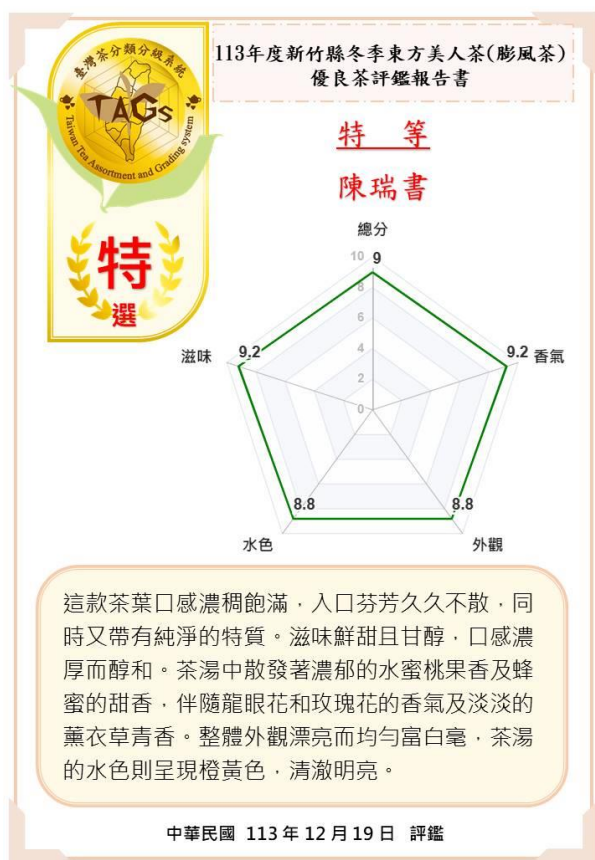 臺灣茶分類分級系統
TAGs
Taiwan Tea Assortment and Grading system
特
選
113年度新竹縣冬季東方美人茶(膨風茶)
優良茶評鑑報告書
特 等
陳瑞書
總分
10
9
8
6
4
2
0
滋味
9.2
9.2
香氣
8.8
8.8
水色
外觀
這款茶葉口感濃稠飽滿，入口芬芳久久不散，同
時又帶有純淨的特質。滋味鮮甜且甘醇，口感濃
厚而醇和。茶湯中散發著濃郁的水蜜桃果香及蜂
蜜的甜香，伴隨龍眼花和玫瑰花的香氣及淡淡的
薰衣草青香。整體外觀漂亮而均勻富白毫，茶湯
的水色則呈現橙黃色，清澈明亮。
中華民國 113 年 12 月 19 日 評鑑